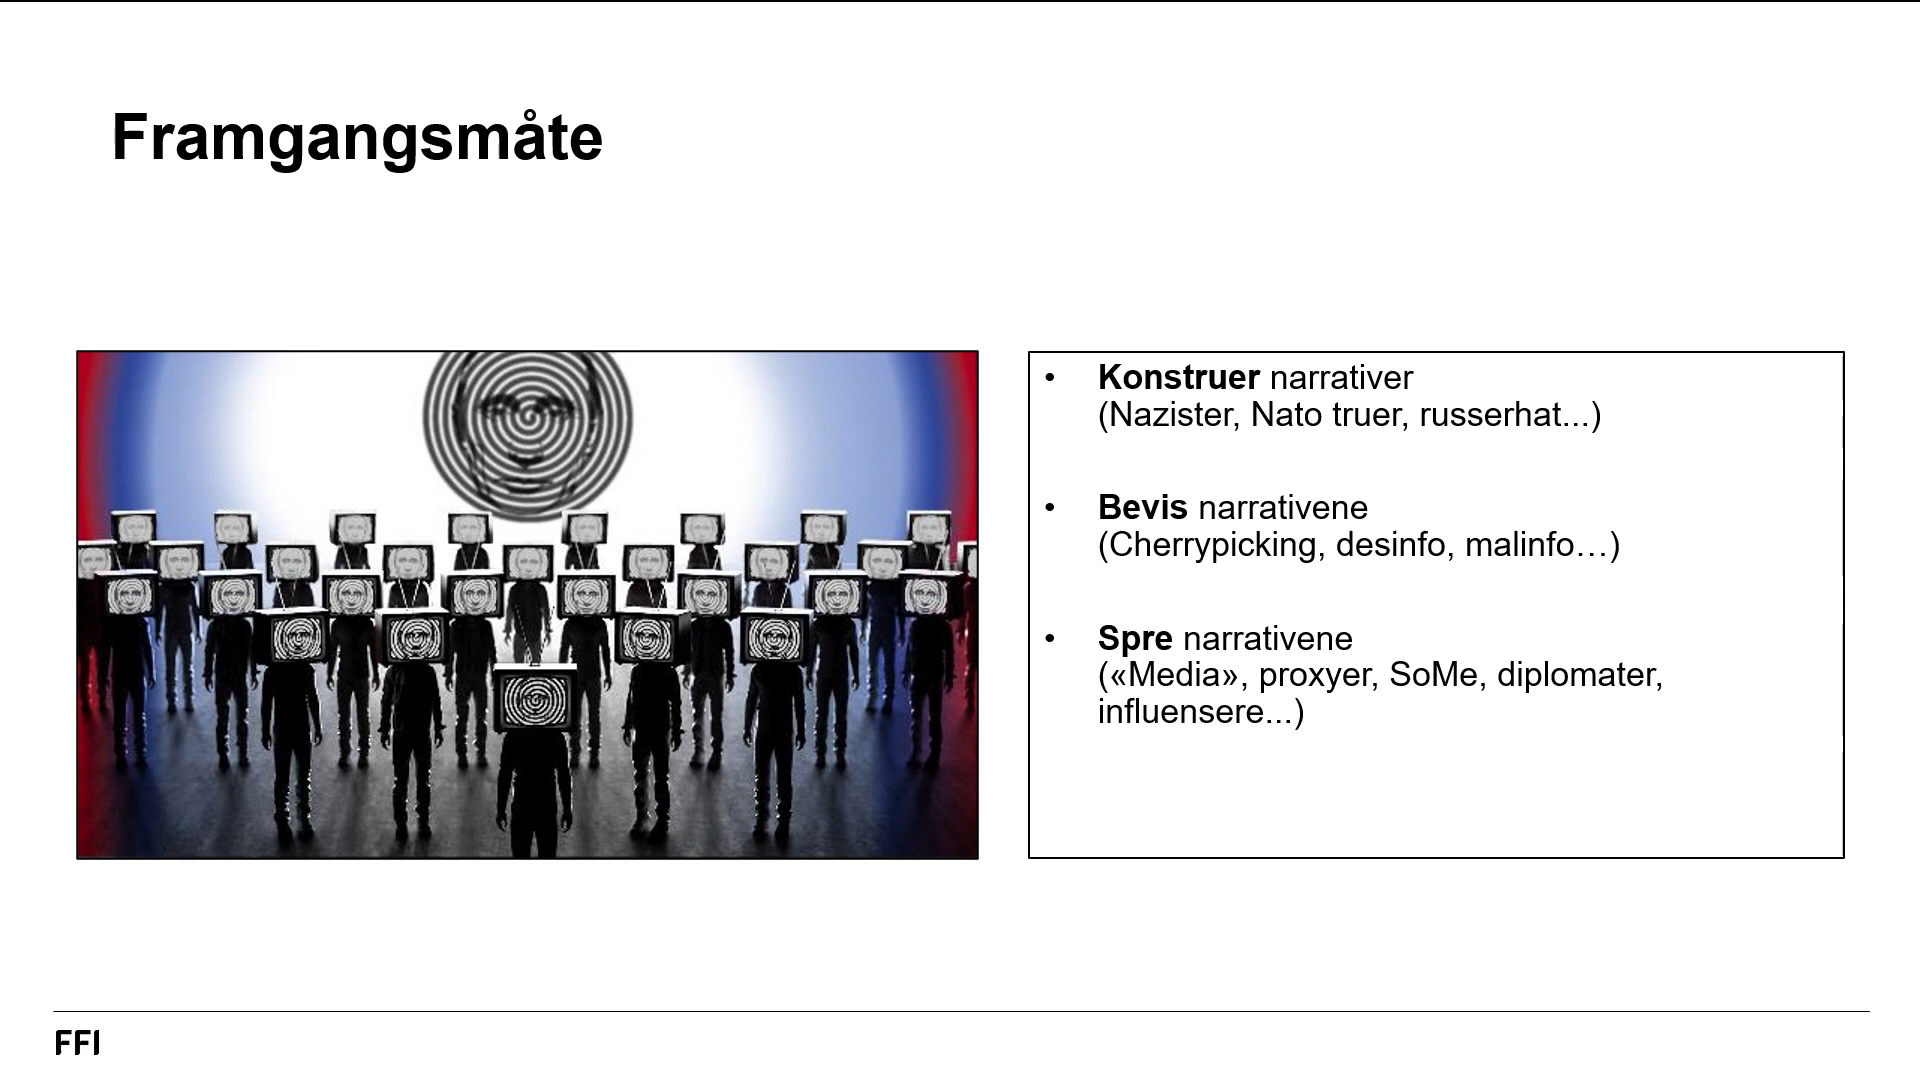 Framgangsmåte
• Konstruer narrativer
(Nazister, Nato truer, russerhat...)
• Bevis narrativene
(Cherrypicking, desinfo, malinfo…)
• Spre narrativene
(«Media», proxyer, SoMe, diplomater,
influensere...)
FFI